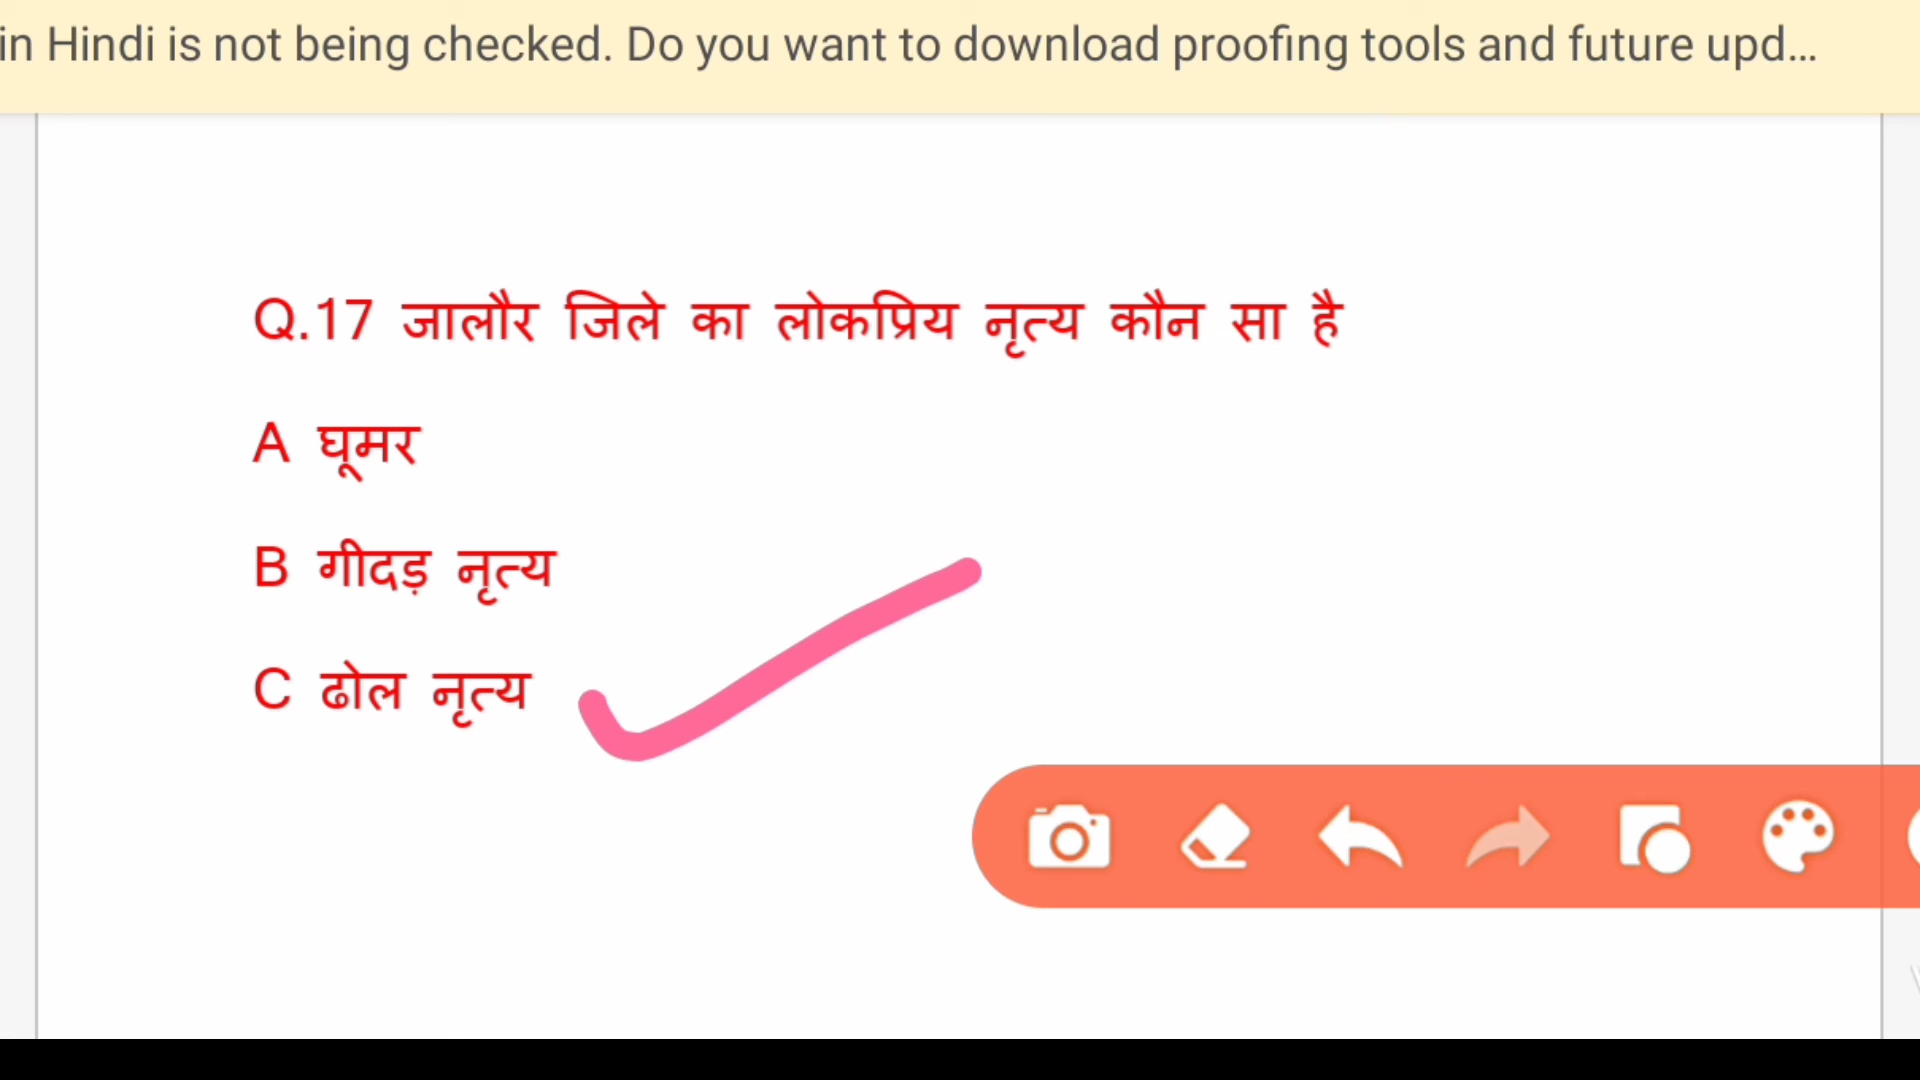 in Hindi is not being checked. Do you want to download proofing tools and future upd...
Q.17 जालौर जिले का लोकप्रिय नृत्य कौन सा है
A घूमर
B गीदड़ नृत्य
C ढोल नृत्य